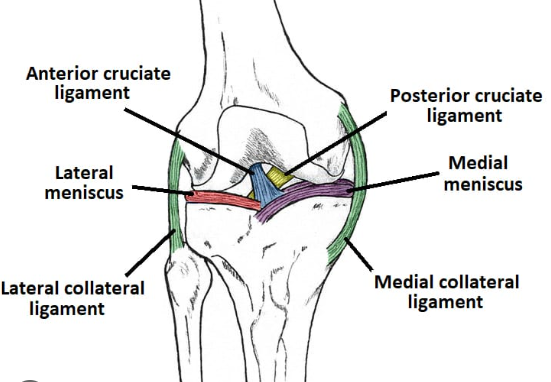 Anterior cruciate
ligament
Posterior cruciate
ligament
Lateral
meniscus
Medial
meniscus
Lateral collateral
ligament
Medial collateral
ligament